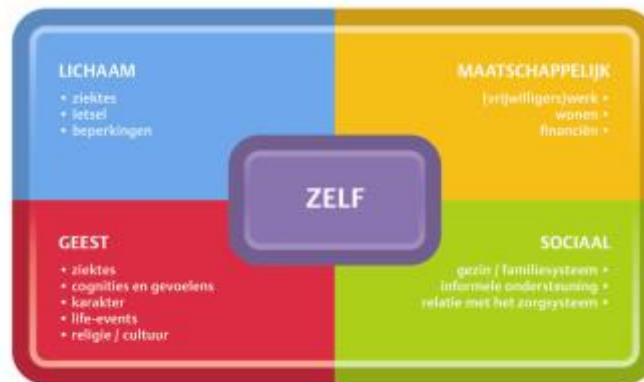 LICHAAM
• ziektes
• letsel
• beperkingen
MAATSCHAPPELIJK
(vrijwilligers)werk •
wonen •
financiën •
ZELF
GEEST
• ziektes
• cognities en gevoelens
• karakter
• life-events
• religie / cultuur
SOCIAAL
gezin / familiesysteem •
informele ondersteuning •
relatie met het zorgsysteem •